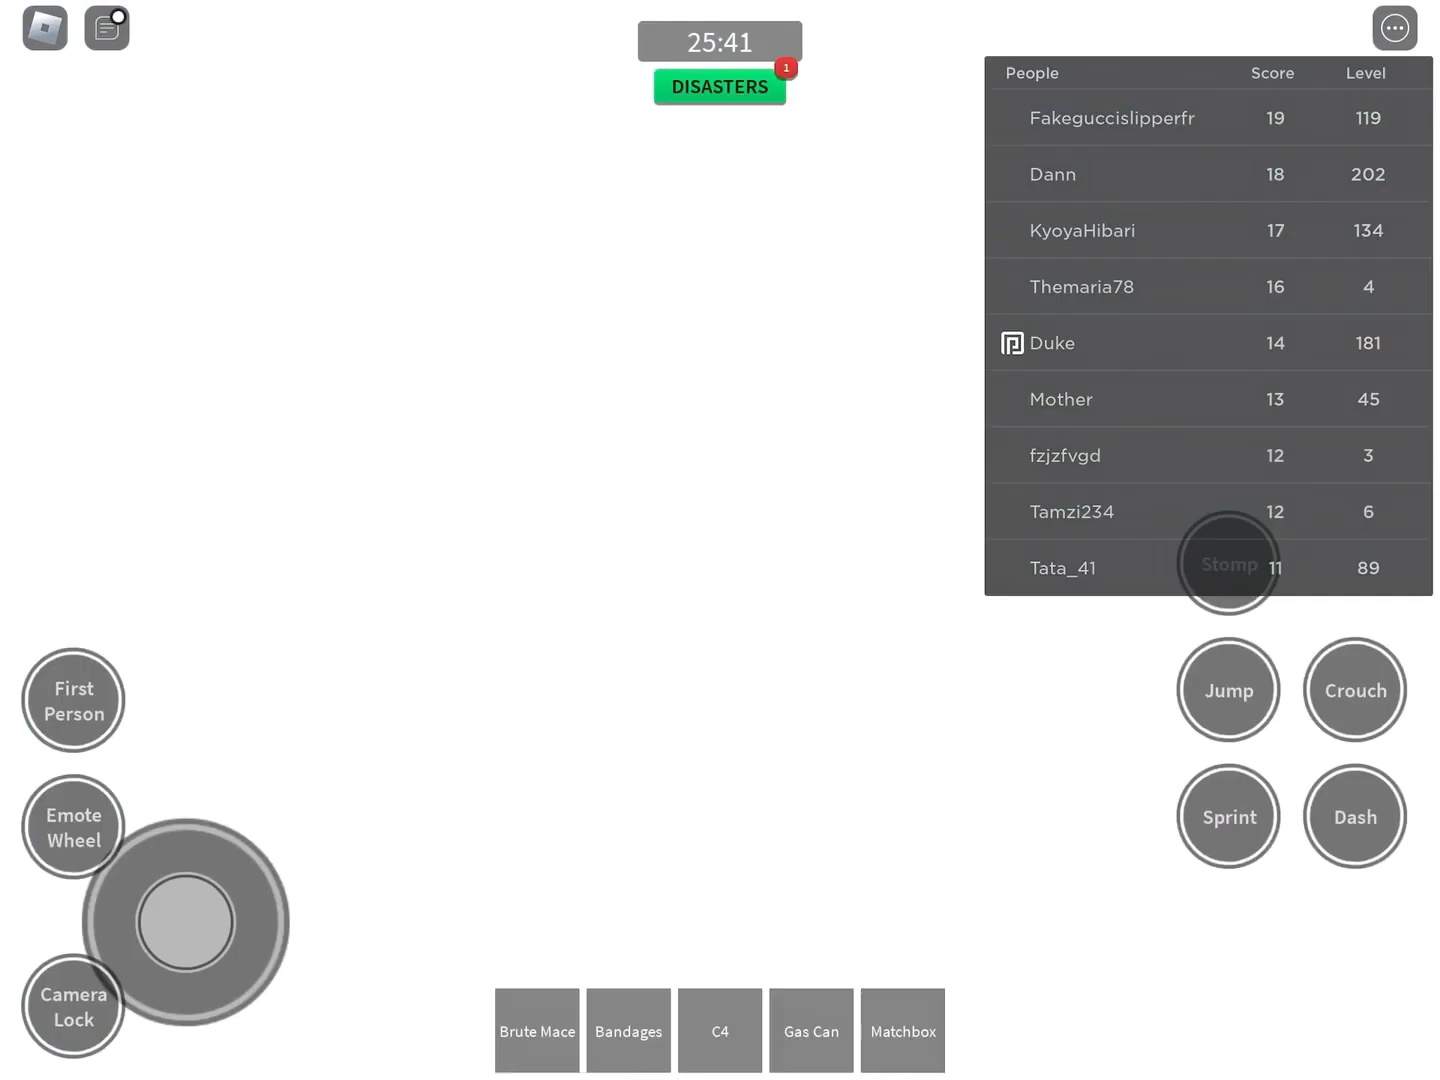 25:41
DISASTERS
1
People Score Level
Fakeguccislipperfr 19 119
Dann 18 202
KyoyaHibari 17 134
Themaria78 16 4
Duke 14 181
Mother 13 45
fzjzfvgd 12 3
Tamzi234 12 6
Tata_41 11 89
Stomp
First
Person
Jump
Crouch
Emote
Wheel
Sprint
Dash
Camera
Lock
Brute Mace
Bandages
C4
Gas Can
Matchbox